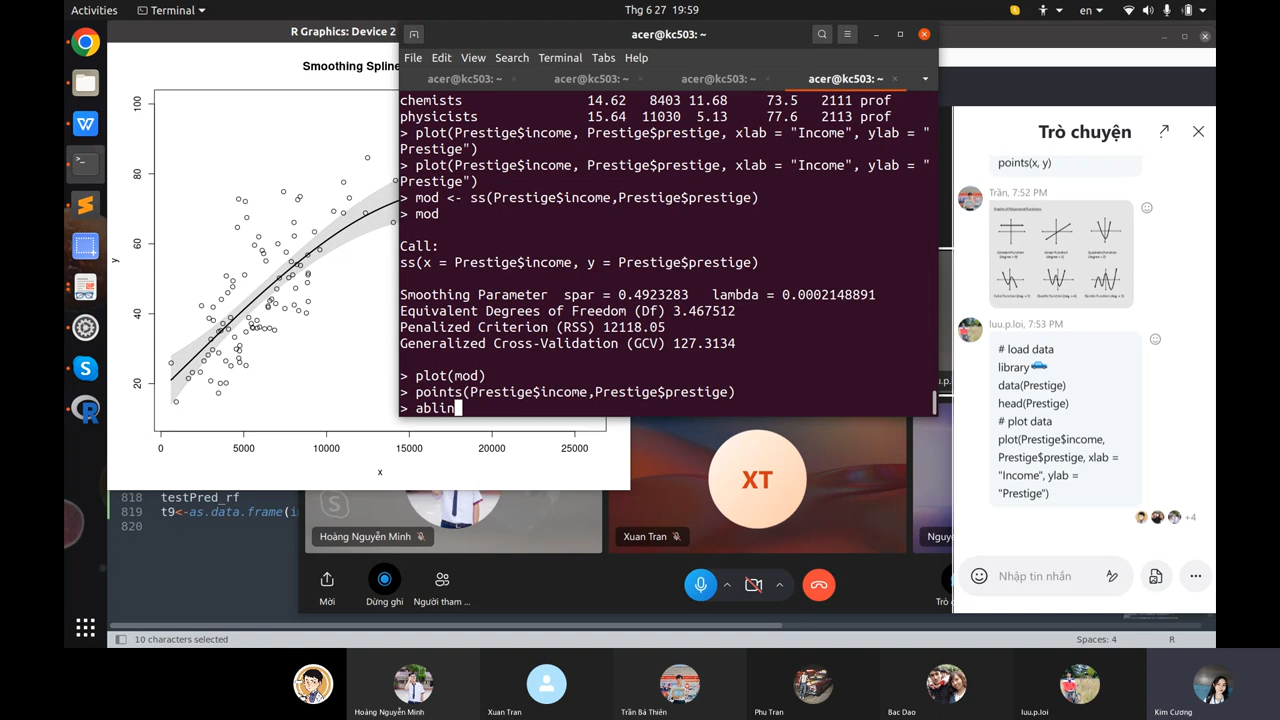 Activities
Terminal
Thg 6 27 19:59
en
R Graphics: Device 2
acer@kc503: ~
File Edit View Search Terminal Tabs Help
acer@kc503: ~ acer@kc503: ~ acer@kc503: ~ acer@kc503: ~
chemists 14.62 8403 11.68 73.5 2111 prof
physicists 15.64 11030 5.13 77.6 2113 prof
> plot(Prestige$income, Prestige$prestige, xlab = "Income", ylab = "
Prestige")
> plot(Prestige$income, Prestige$prestige, xlab = "Income", ylab = "
Prestige")
> mod <- ss(Prestige$income,Prestige$prestige)
> mod
Call:
ss(x = Prestige$income, y = Prestige$prestige)
Smoothing Parameter spar = 0.4923283 lambda = 0.0002148891
Equivalent Degrees of Freedom (Df) 3.467512
Penalized Criterion (RSS) 12118.05
Generalized Cross-Validation (GCV) 127.3134
> plot(mod)
> points(Prestige$income,Prestige$prestige)
> ablin
Smoothing Spline
100
80
60
40
20
y
0 5000 10000 15000 20000 25000
x
818 testPred_rf
819 t9<-as.data.frame(i
820
Trò chuyện
points(x, y)
Trần, 7:52 PM
luu.p.loi, 7:53 PM
# load data
library
data(Prestige)
head(Prestige)
# plot data
plot(Prestige$income,
Prestige$prestige, xlab =
"Income", ylab =
"Prestige")
+4
Nhập tin nhắn
XT
Hoàng Nguyễn Minh
Xuan Tran
Mời
Dừng ghi
Người tham ...
10 characters selected
Spaces: 4
R
Hoàng Nguyễn Minh
Xuan Tran
Trần Bá Thiên
Phu Tran
Bac Dao
luu.p.loi
Kim Cương